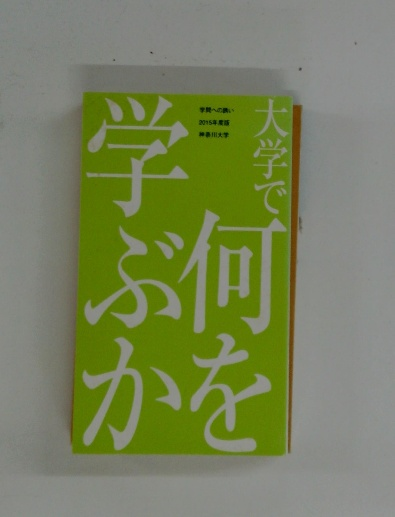 大学で
何を
学ぶか
学問への誘い
2015年度版
神奈川大学